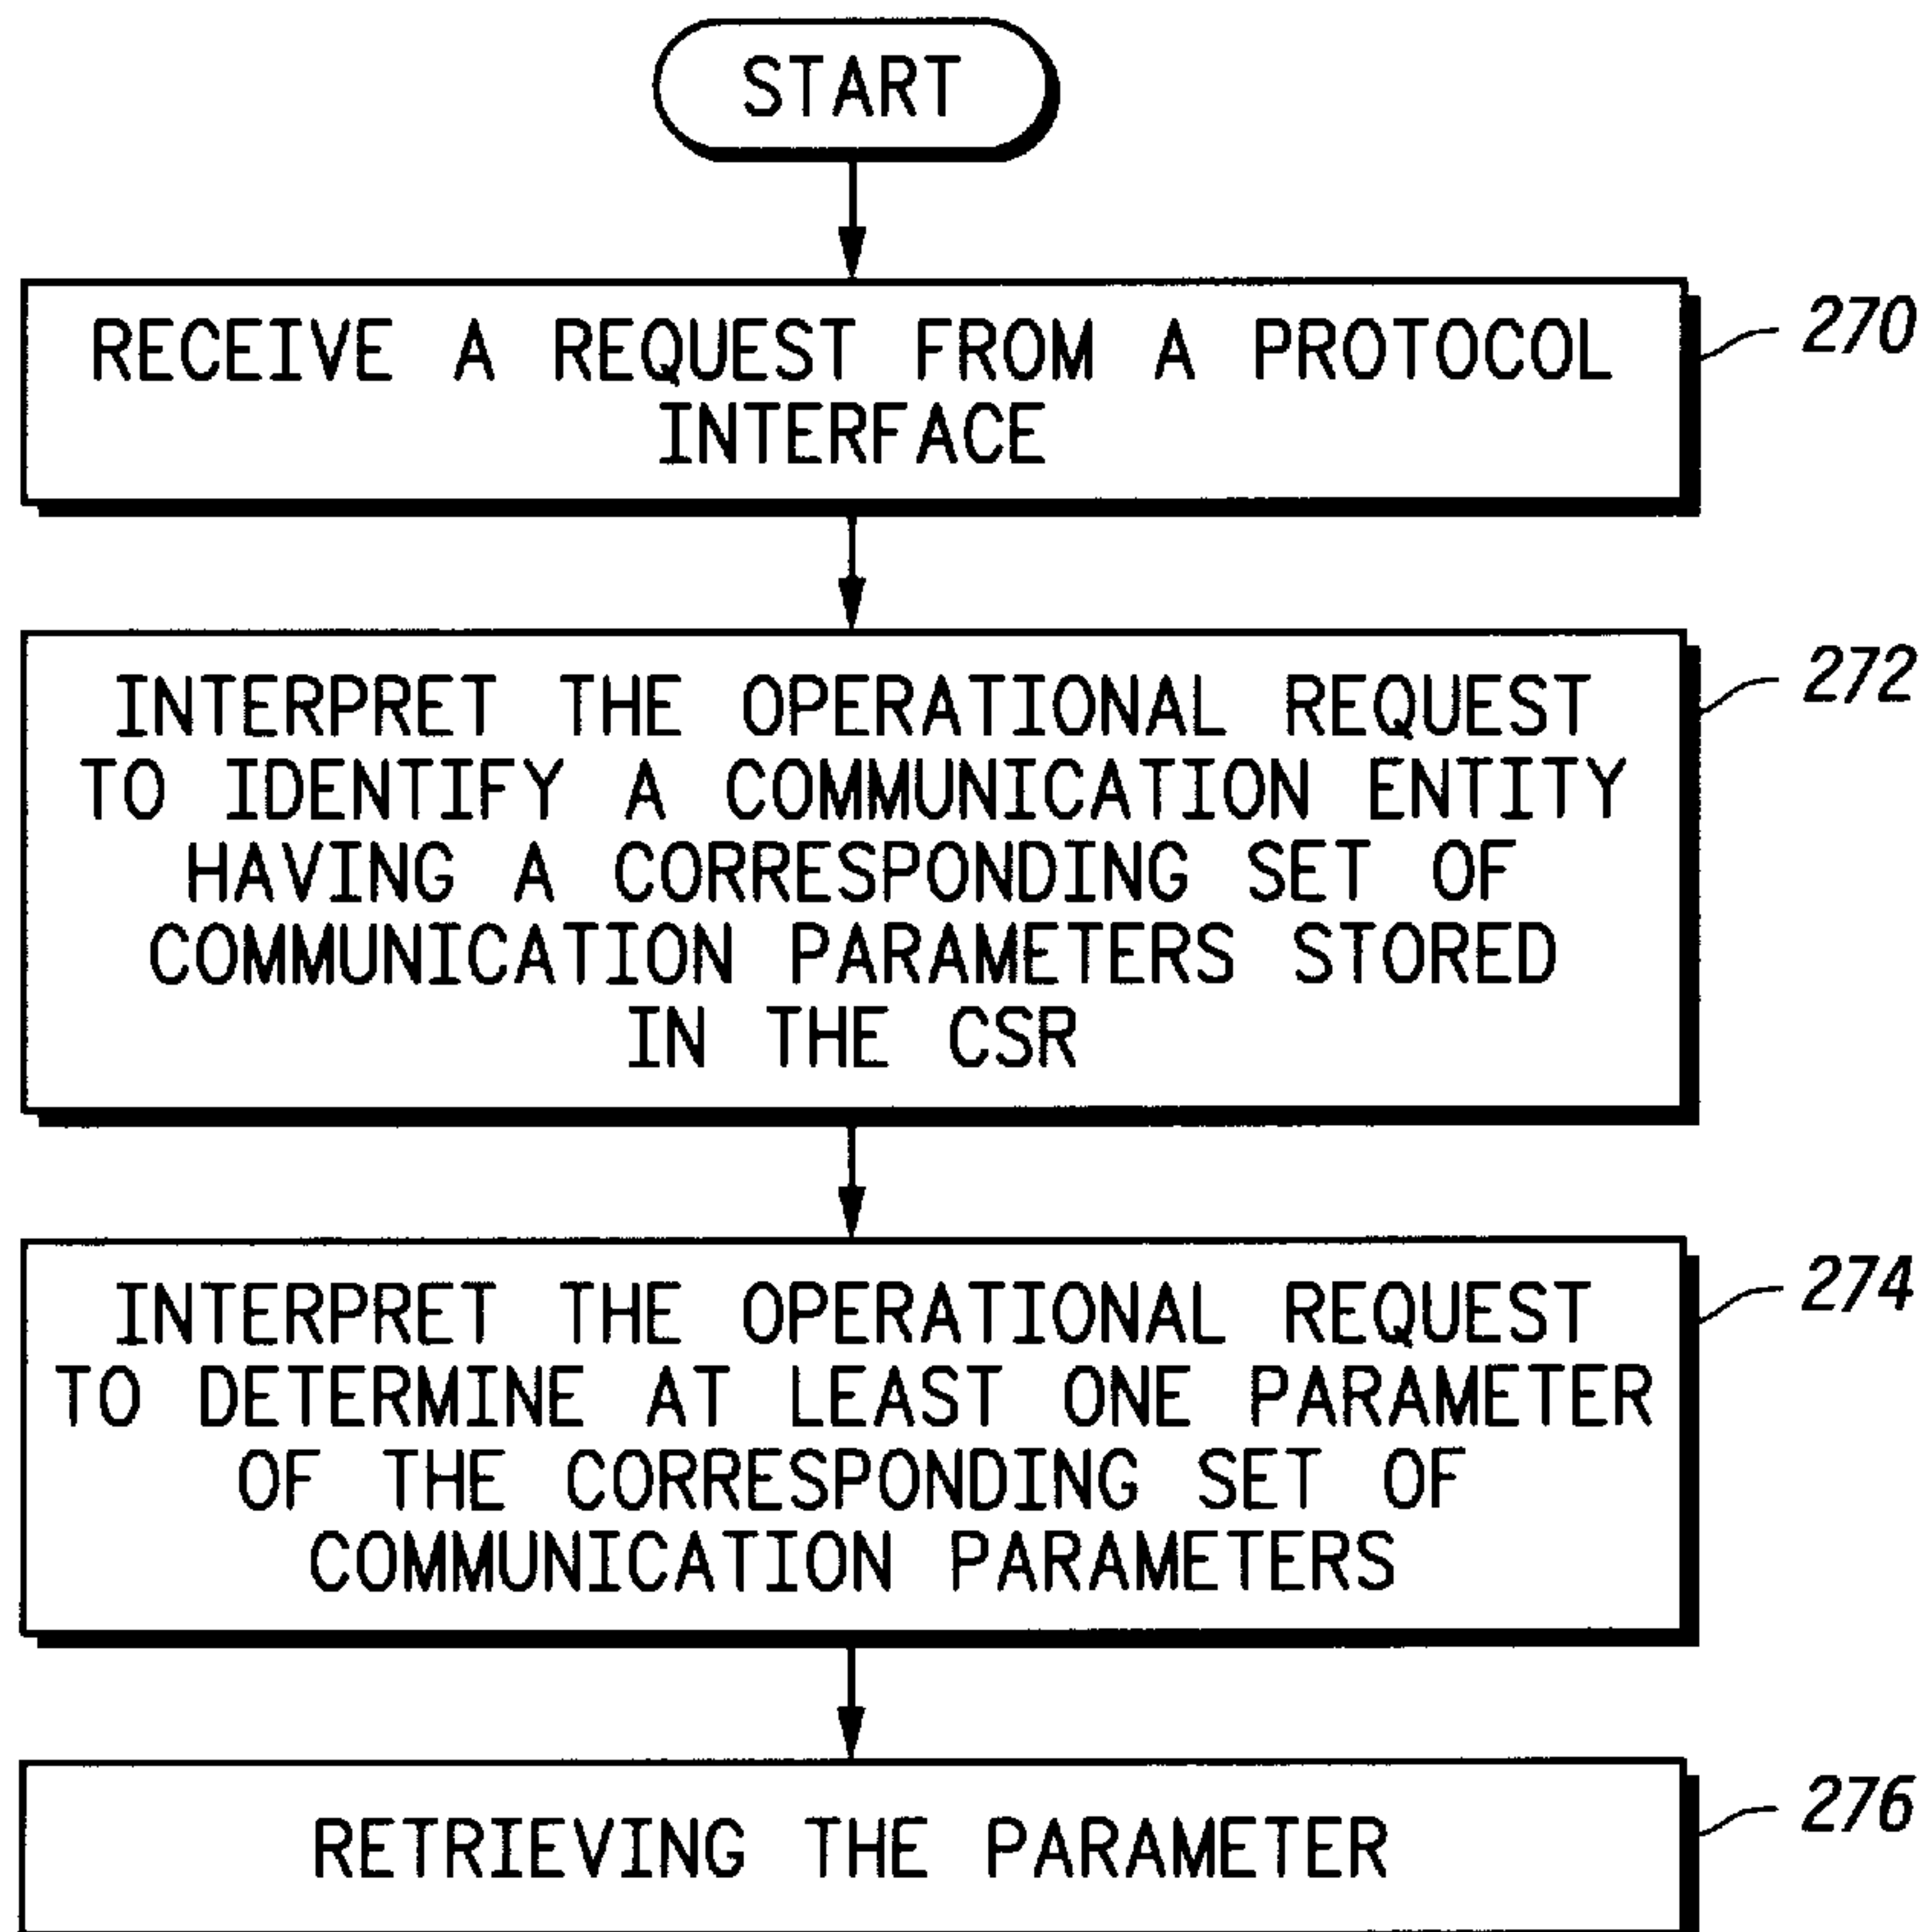 START
RECEIVE A REQUEST FROM A PROTOCOL
INTERFACE
270
INTERPRET THE OPERATIONAL REQUEST
TO IDENTIFY A COMMUNICATION ENTITY
HAVING A CORRESPONDING SET OF
COMMUNICATION PARAMETERS STORED
IN THE CSR
272
INTERPRET THE OPERATIONAL REQUEST
TO DETERMINE AT LEAST ONE PARAMETER
OF THE CORRESPONDING SET OF
COMMUNICATION PARAMETERS
274
RETRIEVING THE PARAMETER
276